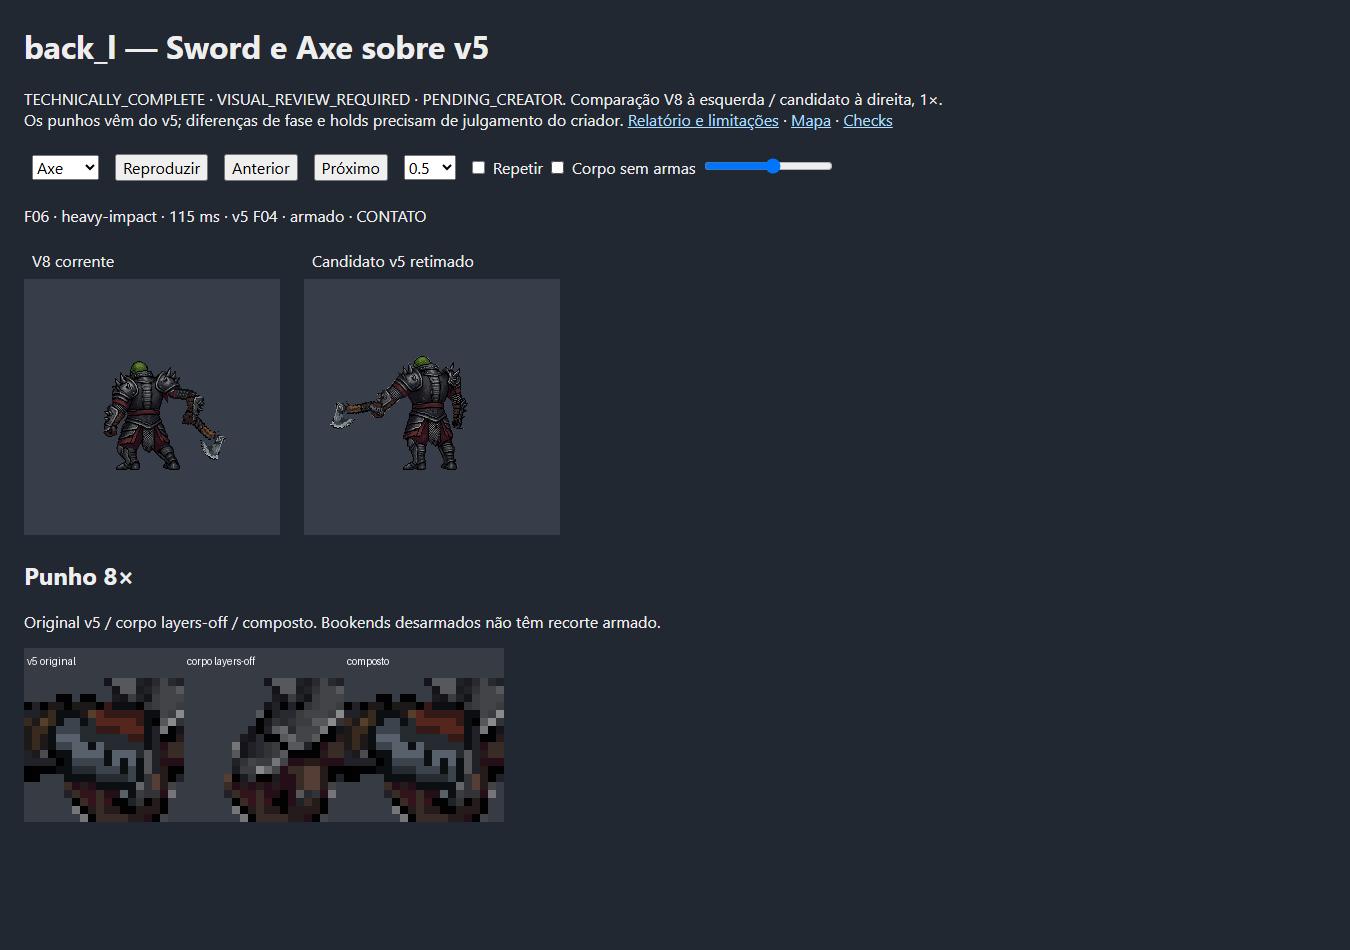 back_l — Sword e Axe sobre v5
TECHNICALLY_COMPLETE · VISUAL_REVIEW_REQUIRED · PENDING_CREATOR. Comparação V8 à esquerda / candidato à direita, 1×.
Os punhos vêm do v5; diferenças de fase e holds precisam de julgamento do criador. Relatório e limitações · Mapa · Checks
Axe Reproduzir Anterior Próximo 0.5 Repetir Corpo sem armas
F06 · heavy-impact · 115 ms · v5 F04 · armado · CONTATO
V8 corrente Candidato v5 retimado
Punho 8×
Original v5 / corpo layers-off / composto. Bookends desarmados não têm recorte armado.
v5 original corpo layers-off composto